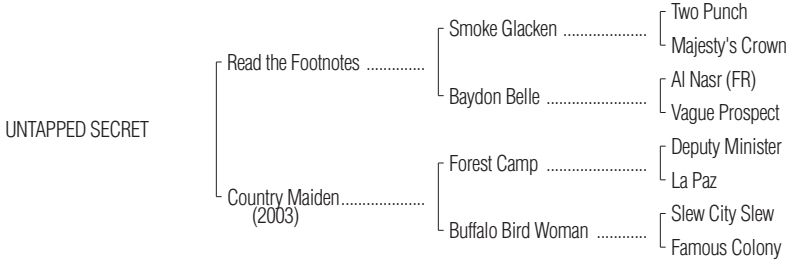 Two Punch
Smoke Glacken ....................
Majesty's Crown
Read the Footnotes ..............
Al Nasr (FR)
Baydon Belle ........................
Vague Prospect
UNTAPPED SECRET
Deputy Minister
Forest Camp ........................
La Paz
Country Maiden....................
(2003)
Slew City Slew
Buffalo Bird Woman ............
Famous Colony